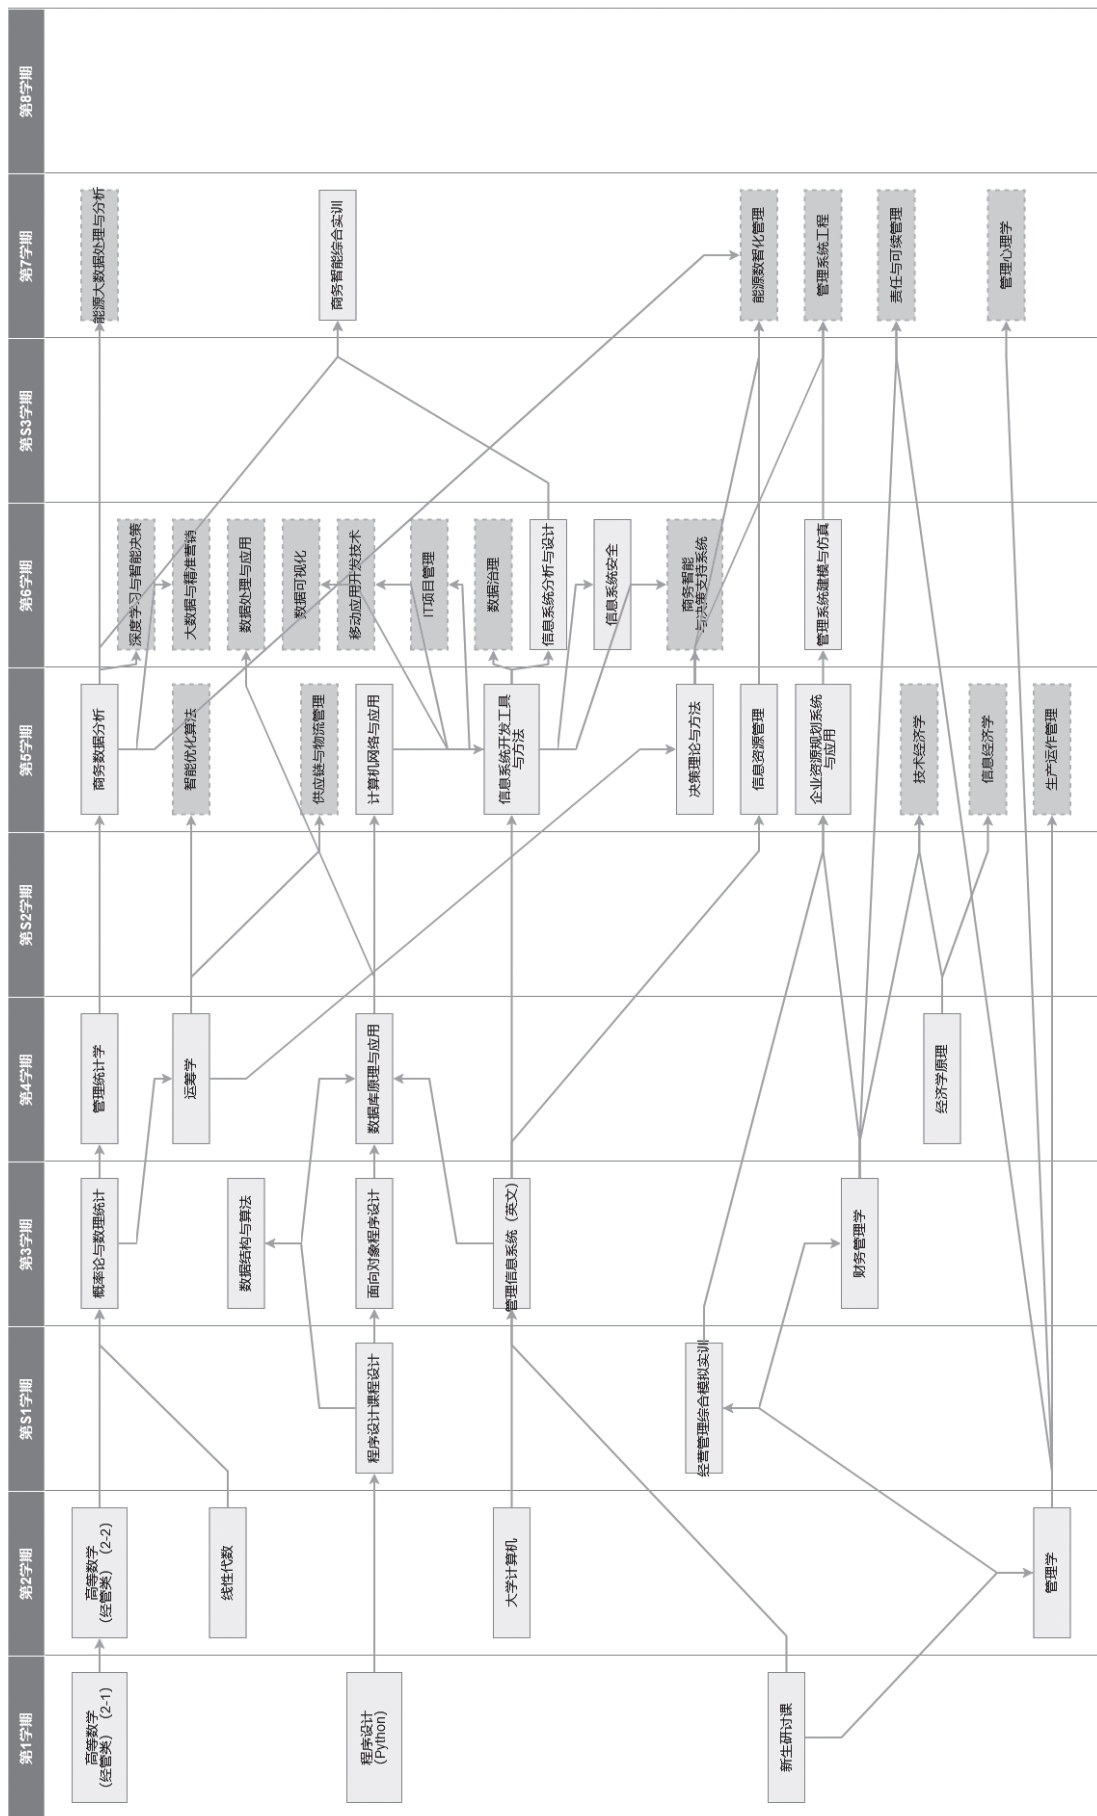 第1学期
高等数学
（经管类）（2-1）
程序设计
（Python）
新生研讨课
第2学期
高等数学
（经管类）（2-2）
线性代数
大学计算机
管理学
第S1学期
程序设计课程设计
经营管理综合模拟实训
第3学期
概率论与数理统计
数据结构与算法
面向对象程序设计
管理信息系统（英文）
财务管理学
第4学期
管理统计学
运筹学
数据库原理与应用
经济学原理
第S2学期
第5学期
商务数据分析
智能优化算法
供应链与物流管理
计算机网络与应用
信息系统开发工具
与方法
决策理论与方法
信息资源管理
企业资源规划系统
与应用
技术经济学
信息经济学
生产运作管理
第6学期
深度学习与智能决策
大数据与精准营销
数据处理与应用
数据可视化
移动应用开发技术
IT项目管理
数据治理
信息系统分析与设计
信息系统安全
商务智能
与决策支持系统
管理系统建模与仿真
第S3学期
第7学期
能源大数据处理与分析
商务智能综合实训
能源数智化管理
管理系统工程
责任与可续管理
管理心理学
第8学期